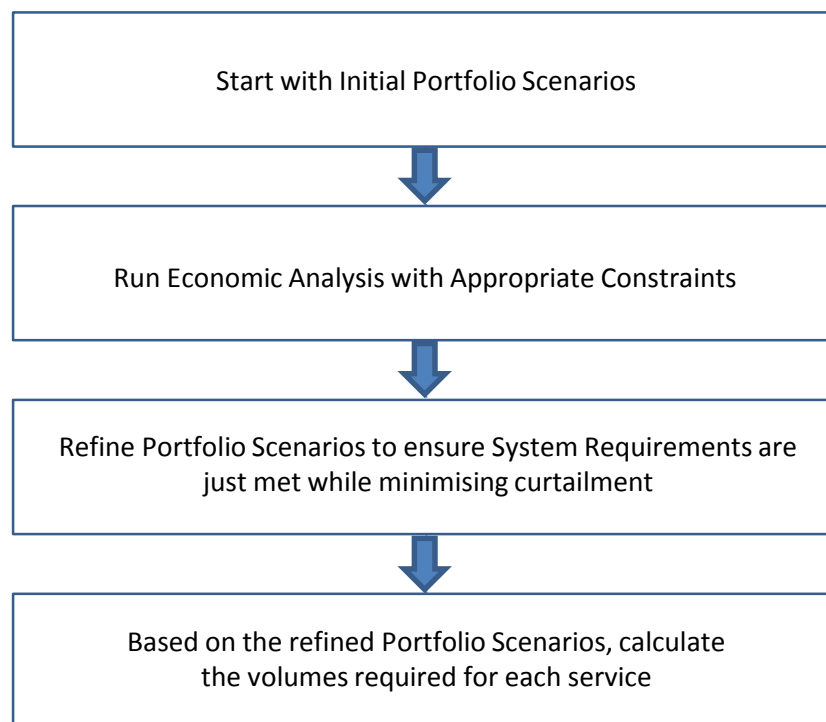 Start with Initial Portfolio Scenarios
Run Economic Analysis with Appropriate Constraints
Refine Portfolio Scenarios to ensure System Requirements are
just met while minimising curtailment
Based on the refined Portfolio Scenarios, calculate
the volumes required for each service